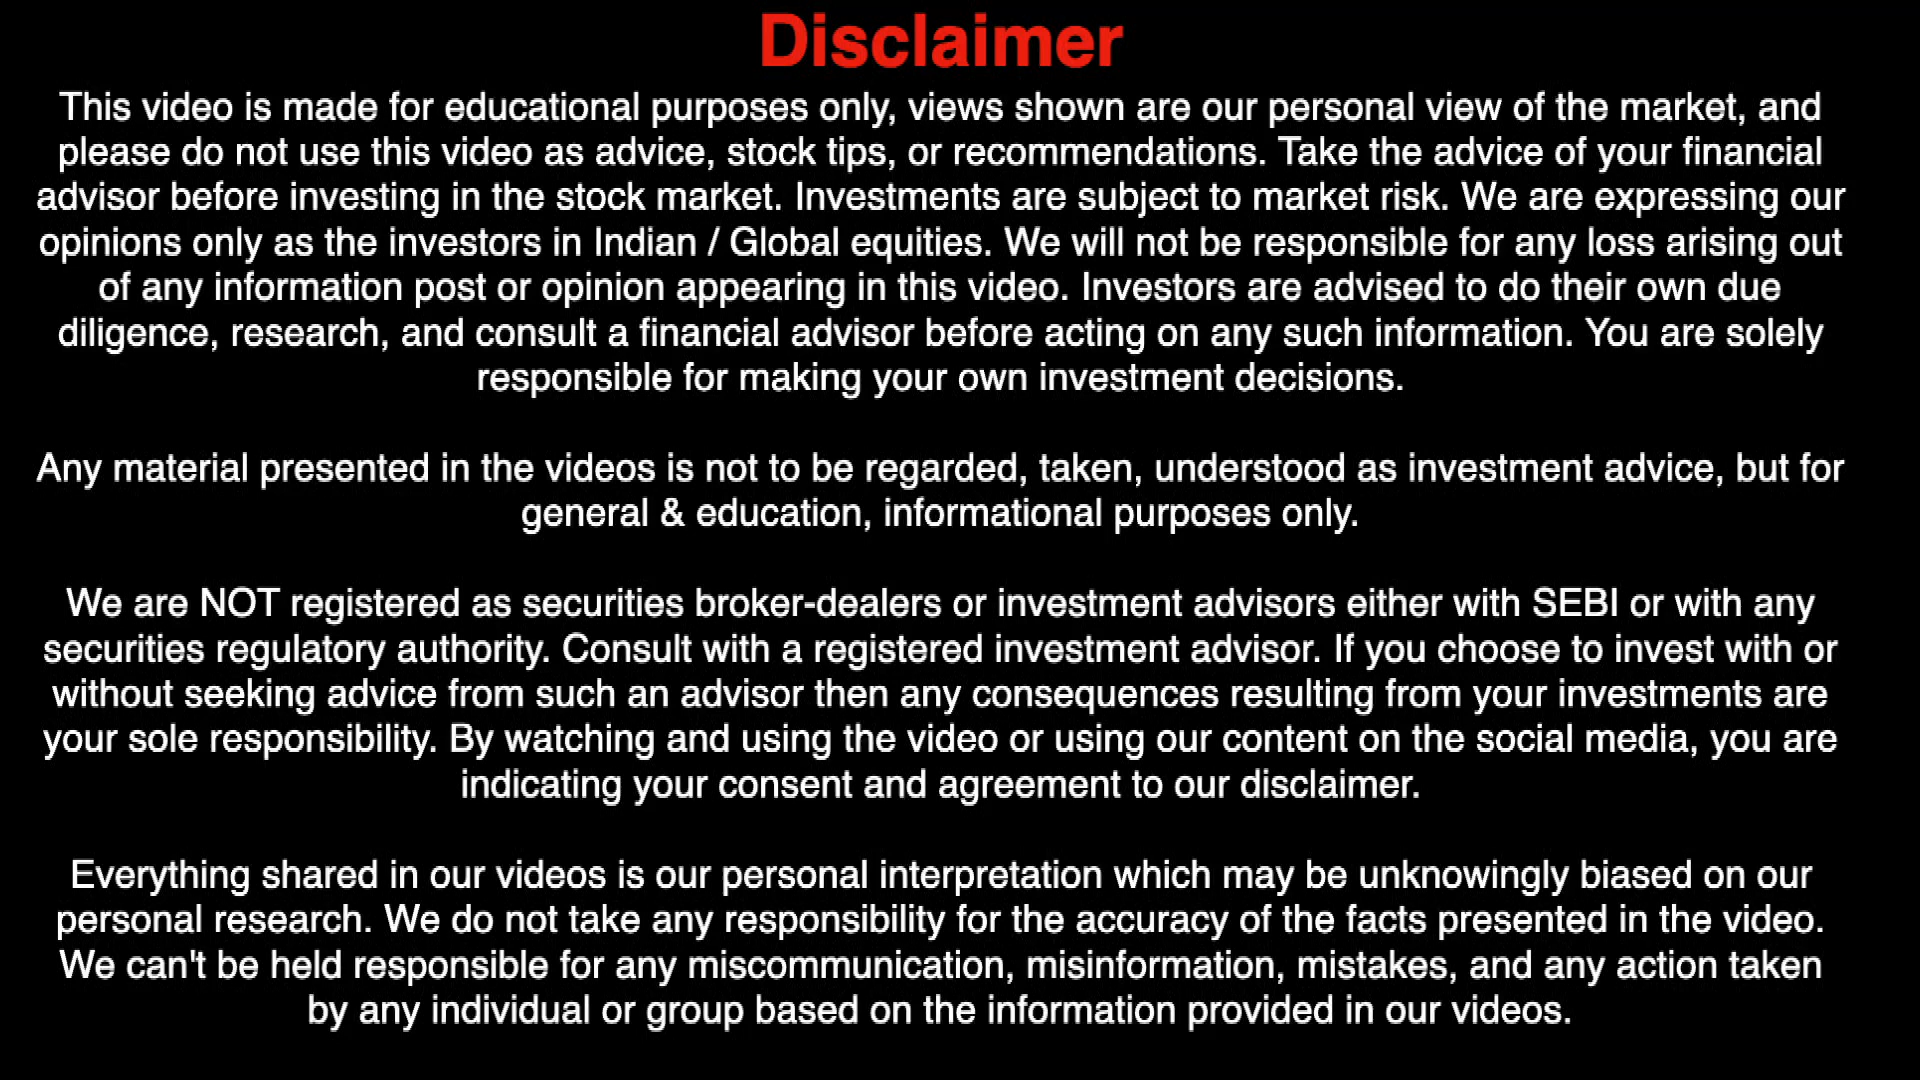 Disclaimer
This video is made for educational purposes only, views shown are our personal view of the market, and
please do not use this video as advice, stock tips, or recommendations. Take the advice of your financial
advisor before investing in the stock market. Investments are subject to market risk. We are expressing our
opinions only as the investors in Indian / Global equities. We will not be responsible for any loss arising out
of any information post or opinion appearing in this video. Investors are advised to do their own due
diligence, research, and consult a financial advisor before acting on any such information. You are solely
responsible for making your own investment decisions.
Any material presented in the videos is not to be regarded, taken, understood as investment advice, but for
general & education, informational purposes only.
We are NOT registered as securities broker-dealers or investment advisors either with SEBI or with any
securities regulatory authority. Consult with a registered investment advisor. If you choose to invest with or
without seeking advice from such an advisor then any consequences resulting from your investments are
your sole responsibility. By watching and using the video or using our content on the social media, you are
indicating your consent and agreement to our disclaimer.
Everything shared in our videos is our personal interpretation which may be unknowingly biased on our
personal research. We do not take any responsibility for the accuracy of the facts presented in the video.
We can't be held responsible for any miscommunication, misinformation, mistakes, and any action taken
by any individual or group based on the information provided in our videos.